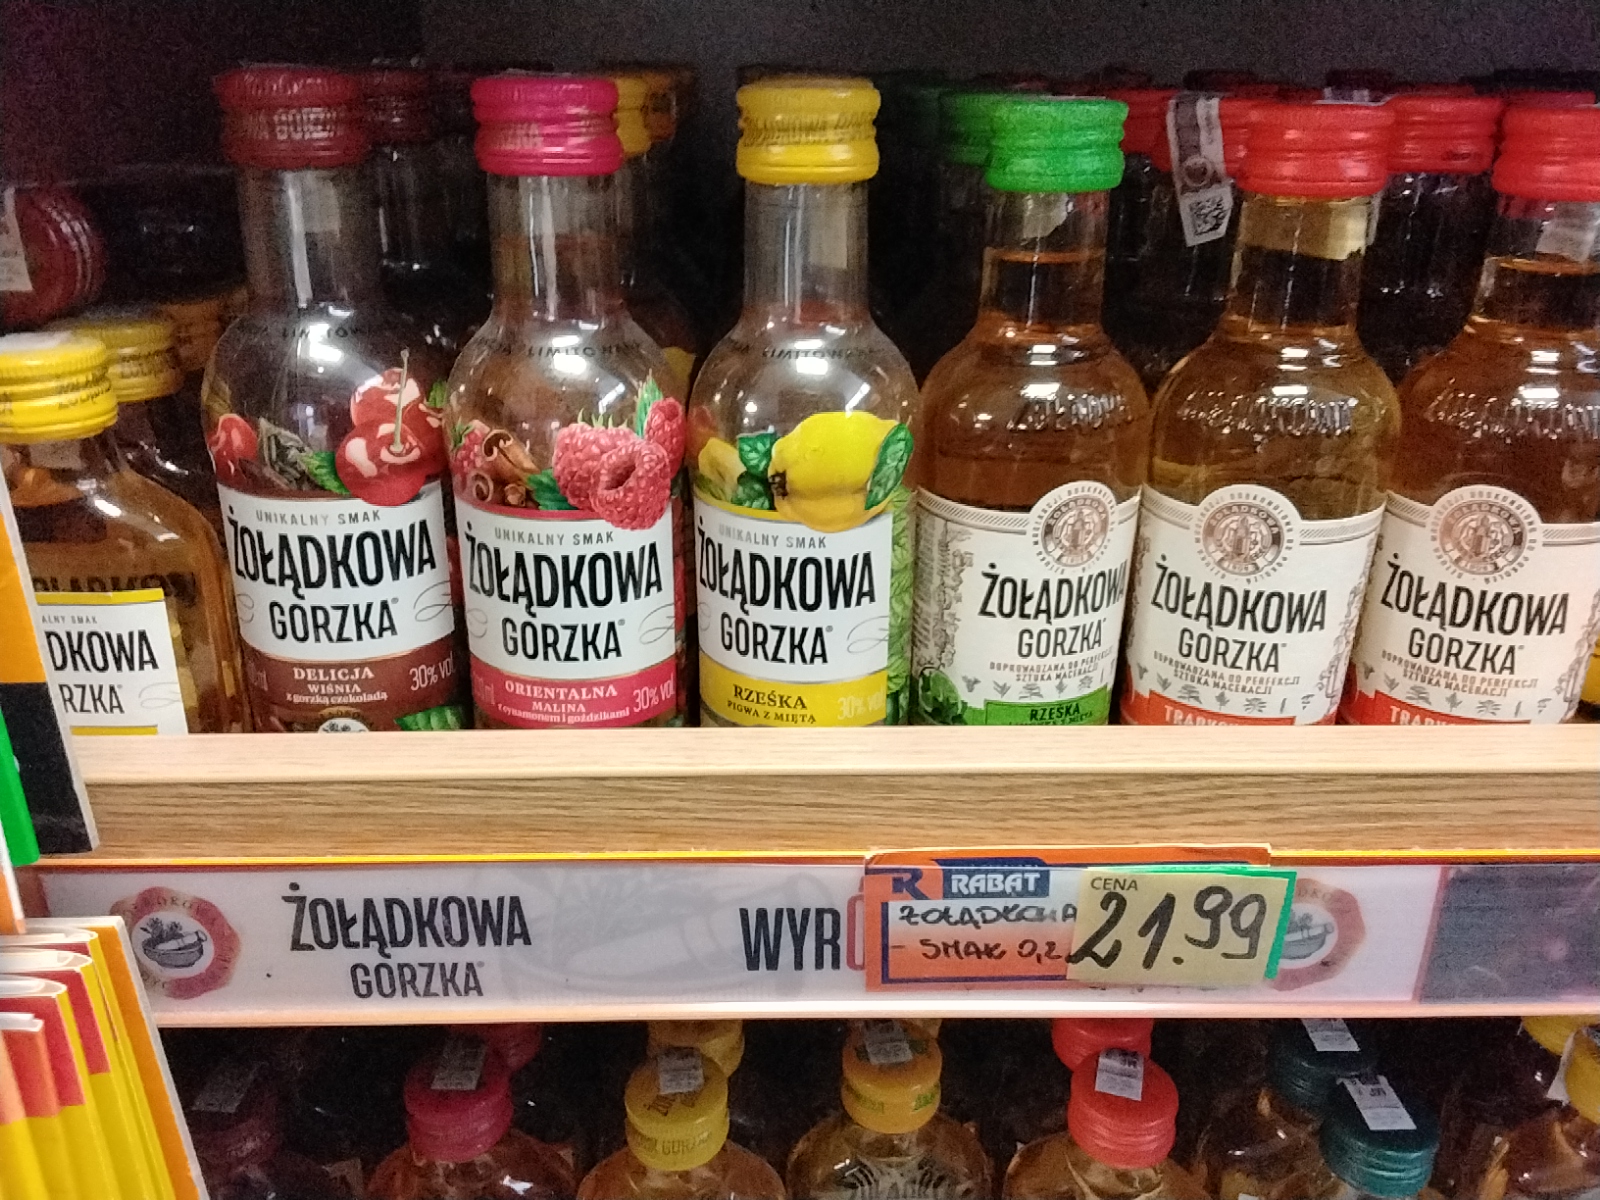 UNIKALNY SMAK
ŻOŁĄDKOWA
GORZKA
DELICJA
WIŚNIA
z gorzką czekoladą
30% vol
UNIKALNY SMAK
ŻOŁĄDKOWA
GORZKA
ORIENTALNA
MALINA
z cynamonem i goździkami
30% vol
UNIKALNY SMAK
ŻOŁĄDKOWA
GORZKA
RZEŚKA
PIGWA Z MIĘTĄ
30% vol
ŻOŁĄDKOWA
GORZKA
DOPROWADZANA DO PERFEKCJI
SZTUKA MACERACJI
RZEŚKA
ŻOŁĄDKOWA
GORZKA
DOPROWADZANA DO PERFEKCJI
SZTUKA MACERACJI
ŻOŁĄDKOWA
GORZKA
DOPROWADZANA DO PERFEKCJI
SZTUKA MACERACJI
DKOWA
RZKA
ŻOŁĄDKOWA
GORZKA
WYR
R RABAT
ŻOŁĄDKOWA
- SMAK 0,2
CENA
21.99